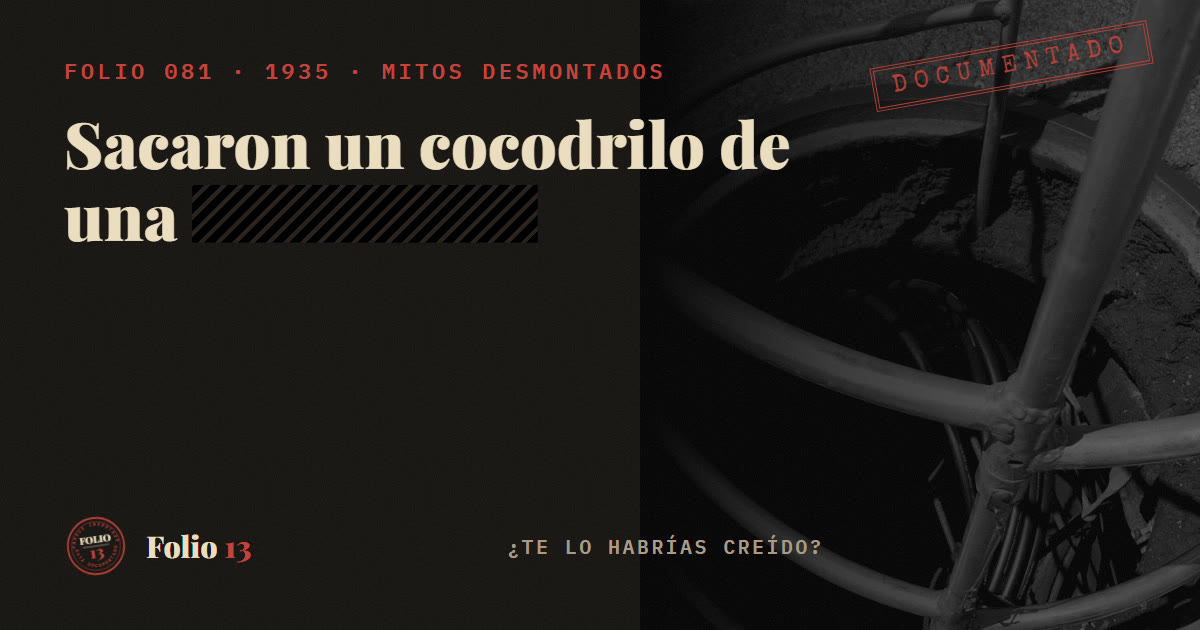 FOLIO 081 · 1935 · MITOS DESMONTADOS
DOCUMENTADO
Sacaron un cocodrilo de
una
FOLIO
13
Folio 13
¿TE LO HABRÍAS CREÍDO?